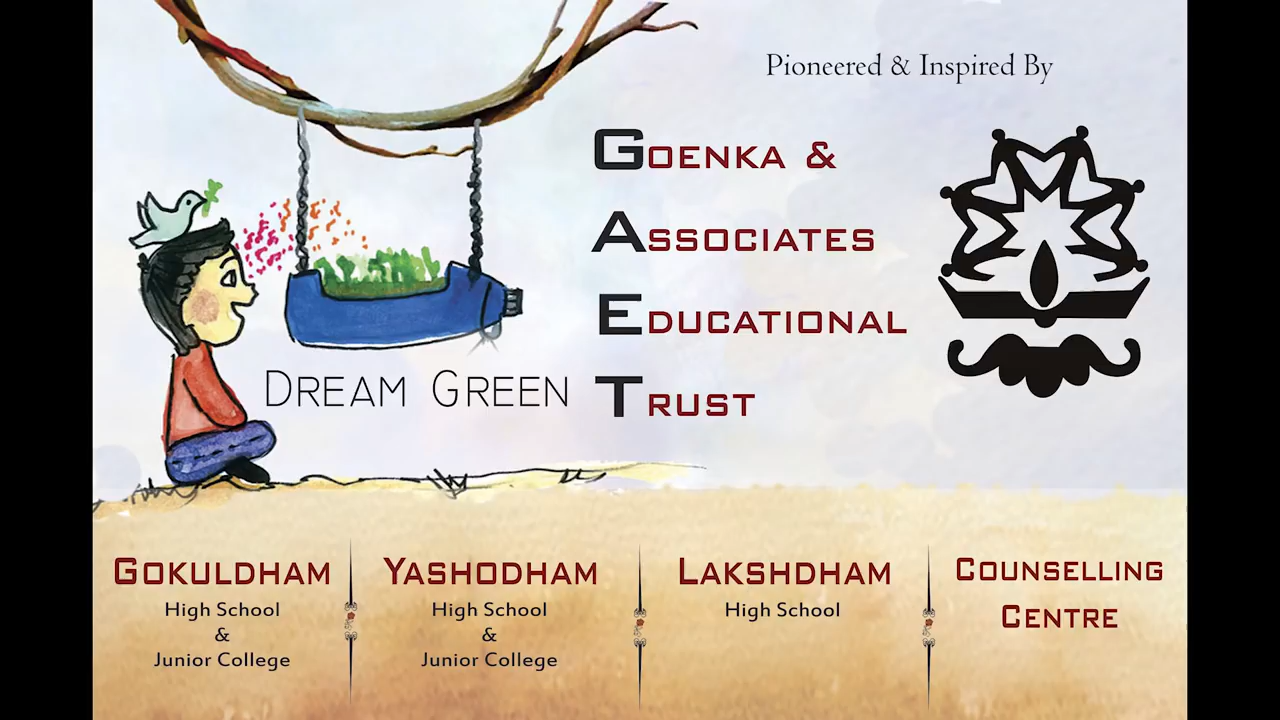 Pioneered & Inspired By
GOENKA &
ASSOCIATES
EDUCATIONAL
TRUST
DREAM GREEN
GOKULDHAM
High School
&
Junior College
YASHODHAM
High School
&
Junior College
LAKSHDHAM
High School
COUNSELLING
CENTRE